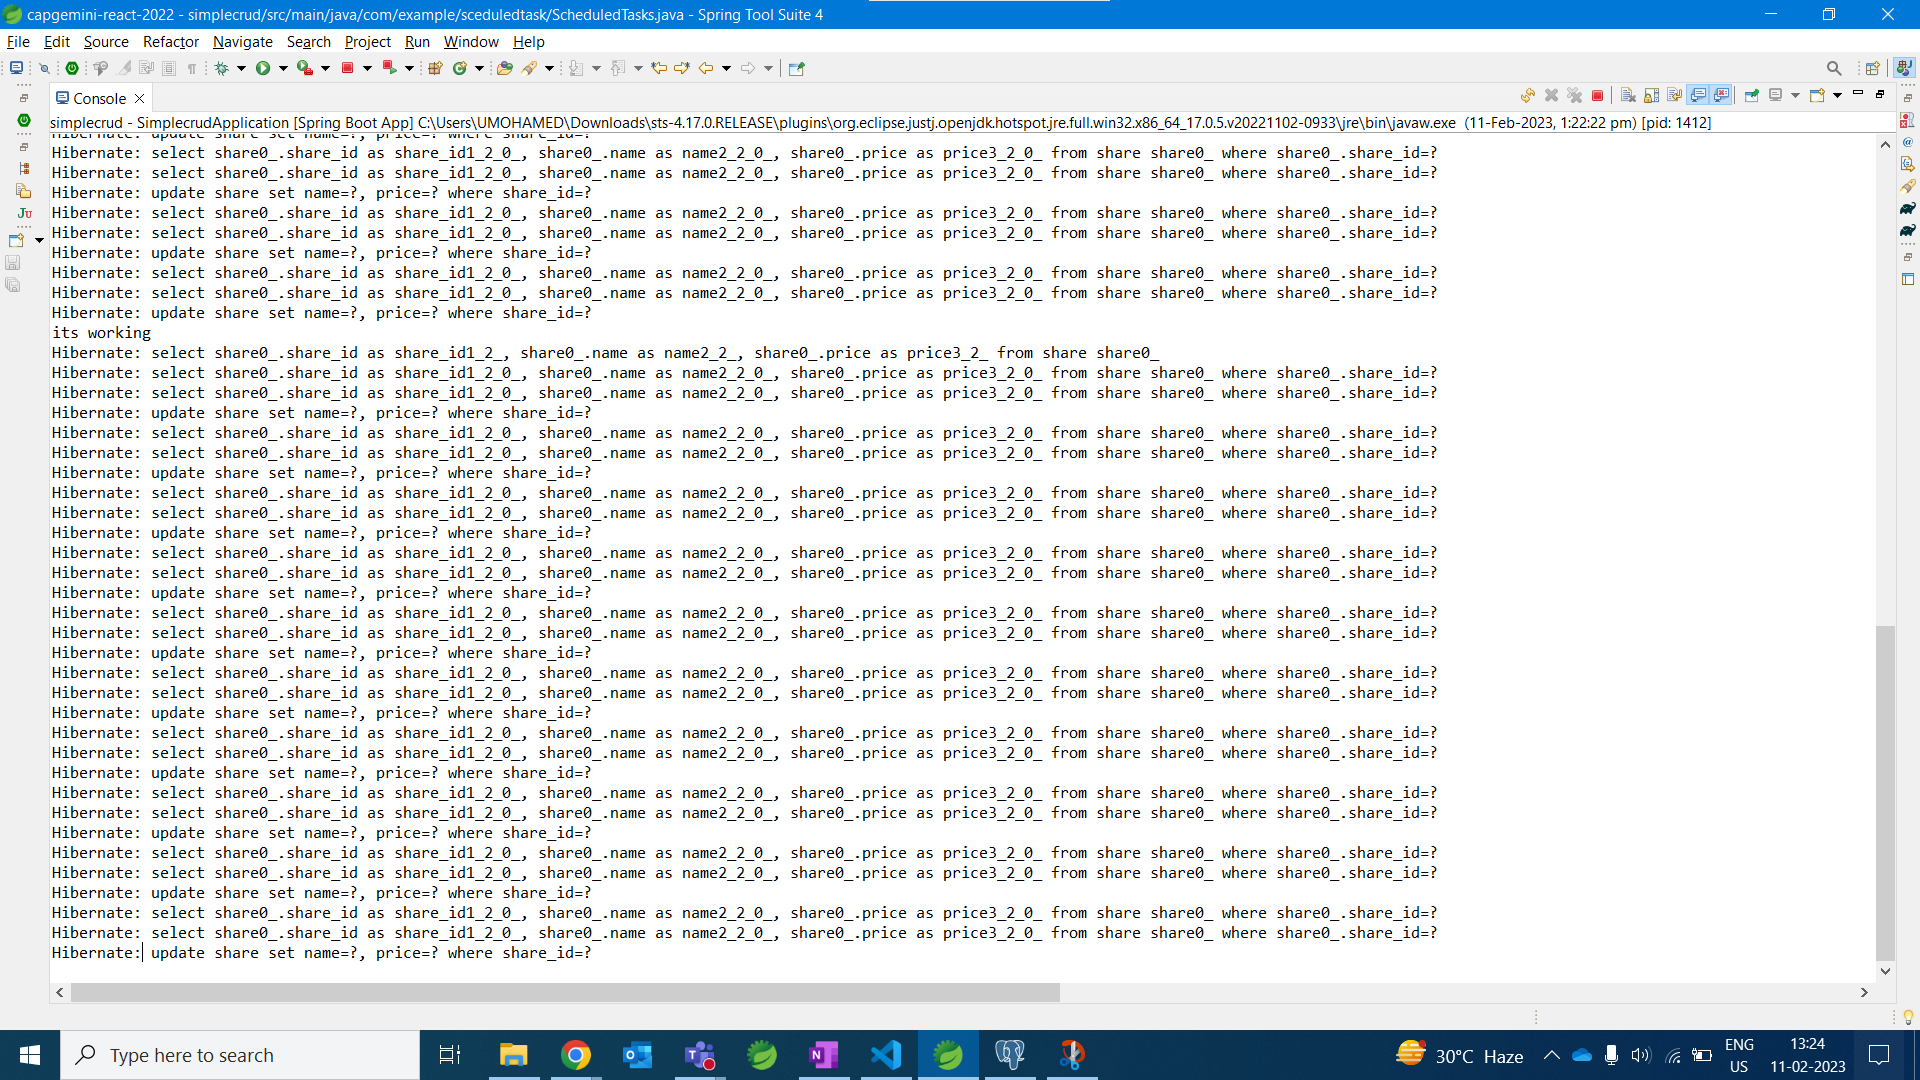 capgemini-react-2022 - simplecrud/src/main/java/com/example/sceduledtask/ScheduledTasks.java - Spring Tool Suite 4
File Edit Source Refactor Navigate Search Project Run Window Help
Console
simplecrud - SimplecrudApplication [Spring Boot App] C:\Users\UMOHAMED\Downloads\sts-4.17.0.RELEASE\plugins\org.eclipse.justj.openjdk.hotspot.jre.full.win32.x86_64_17.0.5.v20221102-0933\jre\bin\javaw.exe (11-Feb-2023, 1:22:22 pm) [pid: 1412]
Hibernate: update share set name=?, price=? where share_id=?
Hibernate: select share0_.share_id as share_id1_2_0_, share0_.name as name2_2_0_, share0_.price as price3_2_0_ from share share0_ where share0_.share_id=?
Hibernate: select share0_.share_id as share_id1_2_0_, share0_.name as name2_2_0_, share0_.price as price3_2_0_ from share share0_ where share0_.share_id=?
Hibernate: update share set name=?, price=? where share_id=?
Hibernate: select share0_.share_id as share_id1_2_0_, share0_.name as name2_2_0_, share0_.price as price3_2_0_ from share share0_ where share0_.share_id=?
Hibernate: select share0_.share_id as share_id1_2_0_, share0_.name as name2_2_0_, share0_.price as price3_2_0_ from share share0_ where share0_.share_id=?
Hibernate: update share set name=?, price=? where share_id=?
Hibernate: select share0_.share_id as share_id1_2_0_, share0_.name as name2_2_0_, share0_.price as price3_2_0_ from share share0_ where share0_.share_id=?
Hibernate: select share0_.share_id as share_id1_2_0_, share0_.name as name2_2_0_, share0_.price as price3_2_0_ from share share0_ where share0_.share_id=?
Hibernate: update share set name=?, price=? where share_id=?
its working
Hibernate: select share0_.share_id as share_id1_2_, share0_.name as name2_2_, share0_.price as price3_2_ from share share0_
Hibernate: select share0_.share_id as share_id1_2_0_, share0_.name as name2_2_0_, share0_.price as price3_2_0_ from share share0_ where share0_.share_id=?
Hibernate: select share0_.share_id as share_id1_2_0_, share0_.name as name2_2_0_, share0_.price as price3_2_0_ from share share0_ where share0_.share_id=?
Hibernate: update share set name=?, price=? where share_id=?
Hibernate: select share0_.share_id as share_id1_2_0_, share0_.name as name2_2_0_, share0_.price as price3_2_0_ from share share0_ where share0_.share_id=?
Hibernate: select share0_.share_id as share_id1_2_0_, share0_.name as name2_2_0_, share0_.price as price3_2_0_ from share share0_ where share0_.share_id=?
Hibernate: update share set name=?, price=? where share_id=?
Hibernate: select share0_.share_id as share_id1_2_0_, share0_.name as name2_2_0_, share0_.price as price3_2_0_ from share share0_ where share0_.share_id=?
Hibernate: select share0_.share_id as share_id1_2_0_, share0_.name as name2_2_0_, share0_.price as price3_2_0_ from share share0_ where share0_.share_id=?
Hibernate: update share set name=?, price=? where share_id=?
Hibernate: select share0_.share_id as share_id1_2_0_, share0_.name as name2_2_0_, share0_.price as price3_2_0_ from share share0_ where share0_.share_id=?
Hibernate: select share0_.share_id as share_id1_2_0_, share0_.name as name2_2_0_, share0_.price as price3_2_0_ from share share0_ where share0_.share_id=?
Hibernate: update share set name=?, price=? where share_id=?
Hibernate: select share0_.share_id as share_id1_2_0_, share0_.name as name2_2_0_, share0_.price as price3_2_0_ from share share0_ where share0_.share_id=?
Hibernate: select share0_.share_id as share_id1_2_0_, share0_.name as name2_2_0_, share0_.price as price3_2_0_ from share share0_ where share0_.share_id=?
Hibernate: update share set name=?, price=? where share_id=?
Hibernate: select share0_.share_id as share_id1_2_0_, share0_.name as name2_2_0_, share0_.price as price3_2_0_ from share share0_ where share0_.share_id=?
Hibernate: select share0_.share_id as share_id1_2_0_, share0_.name as name2_2_0_, share0_.price as price3_2_0_ from share share0_ where share0_.share_id=?
Hibernate: update share set name=?, price=? where share_id=?
Hibernate: select share0_.share_id as share_id1_2_0_, share0_.name as name2_2_0_, share0_.price as price3_2_0_ from share share0_ where share0_.share_id=?
Hibernate: select share0_.share_id as share_id1_2_0_, share0_.name as name2_2_0_, share0_.price as price3_2_0_ from share share0_ where share0_.share_id=?
Hibernate: update share set name=?, price=? where share_id=?
Hibernate: select share0_.share_id as share_id1_2_0_, share0_.name as name2_2_0_, share0_.price as price3_2_0_ from share share0_ where share0_.share_id=?
Hibernate: select share0_.share_id as share_id1_2_0_, share0_.name as name2_2_0_, share0_.price as price3_2_0_ from share share0_ where share0_.share_id=?
Hibernate: update share set name=?, price=? where share_id=?
Hibernate: select share0_.share_id as share_id1_2_0_, share0_.name as name2_2_0_, share0_.price as price3_2_0_ from share share0_ where share0_.share_id=?
Hibernate: select share0_.share_id as share_id1_2_0_, share0_.name as name2_2_0_, share0_.price as price3_2_0_ from share share0_ where share0_.share_id=?
Hibernate: update share set name=?, price=? where share_id=?
Hibernate: select share0_.share_id as share_id1_2_0_, share0_.name as name2_2_0_, share0_.price as price3_2_0_ from share share0_ where share0_.share_id=?
Hibernate: select share0_.share_id as share_id1_2_0_, share0_.name as name2_2_0_, share0_.price as price3_2_0_ from share share0_ where share0_.share_id=?
Hibernate: update share set name=?, price=? where share_id=?
Type here to search
30°C Haze
ENG
US
13:24
11-02-2023